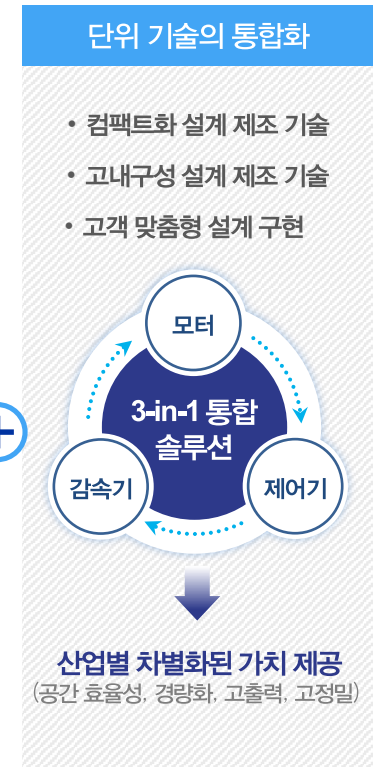 단위 기술의 통합화
• 컴팩트화 설계 제조 기술
• 고내구성 설계 제조 기술
• 고객 맞춤형 설계 구현
모터
3-in-1 통합
솔루션
감속기
제어기
산업별 차별화된 가치 제공
(공간 효율성, 경량화, 고출력, 고정밀)